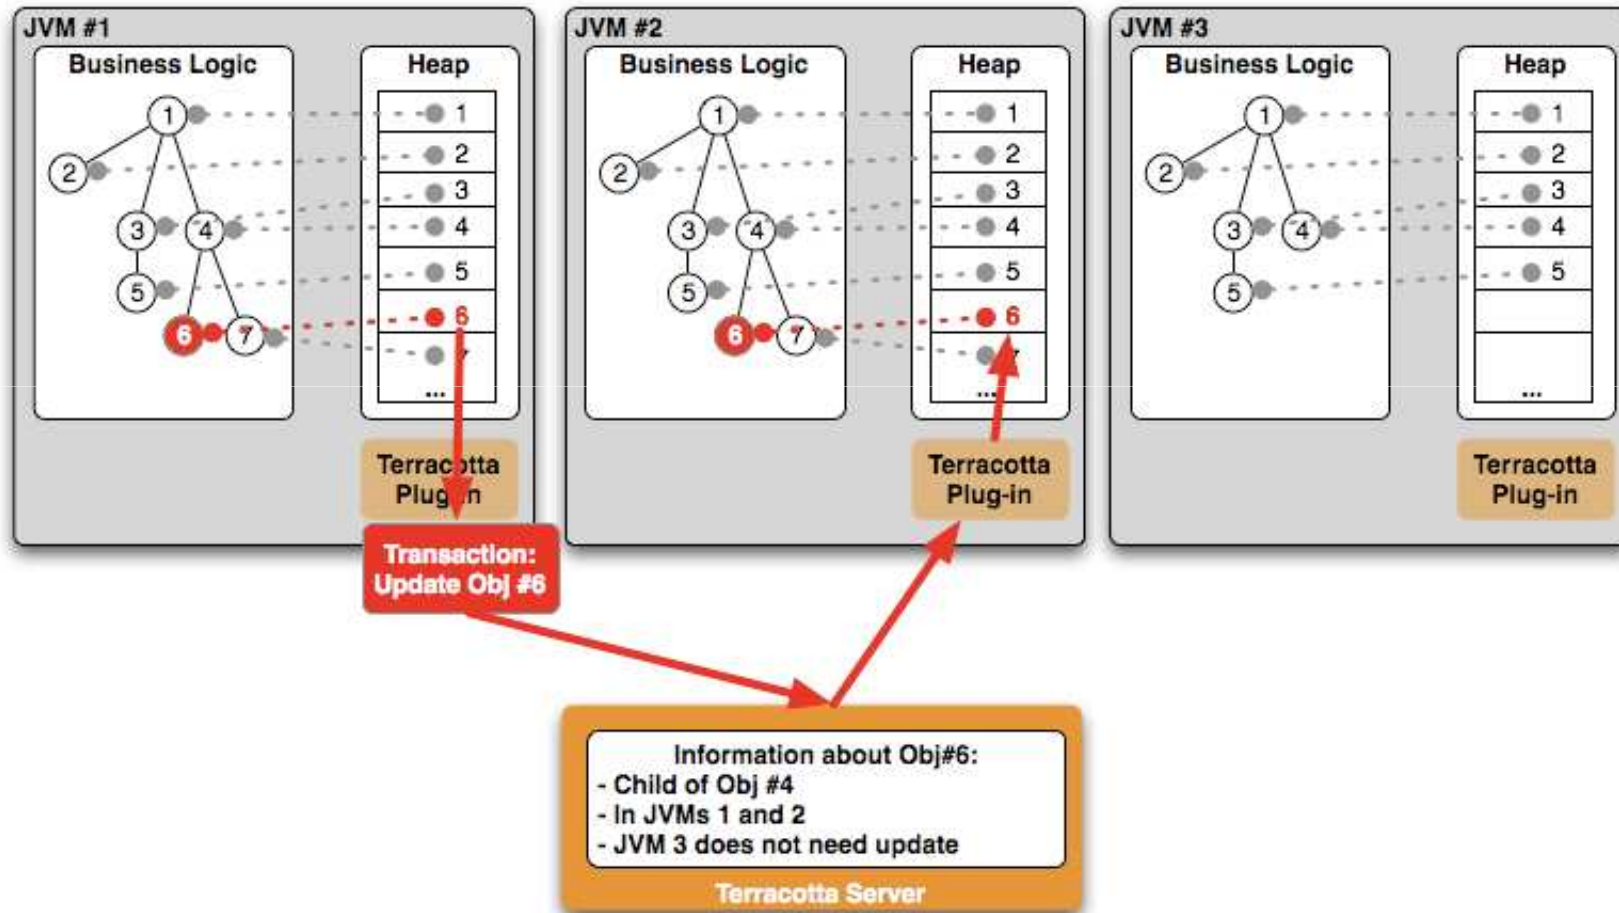 JVM #1
Business Logic
Heap
1
2
3
4
5
6
7
1
2
3
4
5
6
7
...
Terracotta
Plug-in
Transaction:
Update Obj #6
JVM #2
Business Logic
Heap
1
2
3
4
5
6
7
1
2
3
4
5
6
7
...
Terracotta
Plug-in
JVM #3
Business Logic
Heap
1
2
3
4
5
1
2
3
4
5
...
Terracotta
Plug-in
Information about Obj#6:
- Child of Obj #4
- In JVMs 1 and 2
- JVM 3 does not need update
Terracotta Server